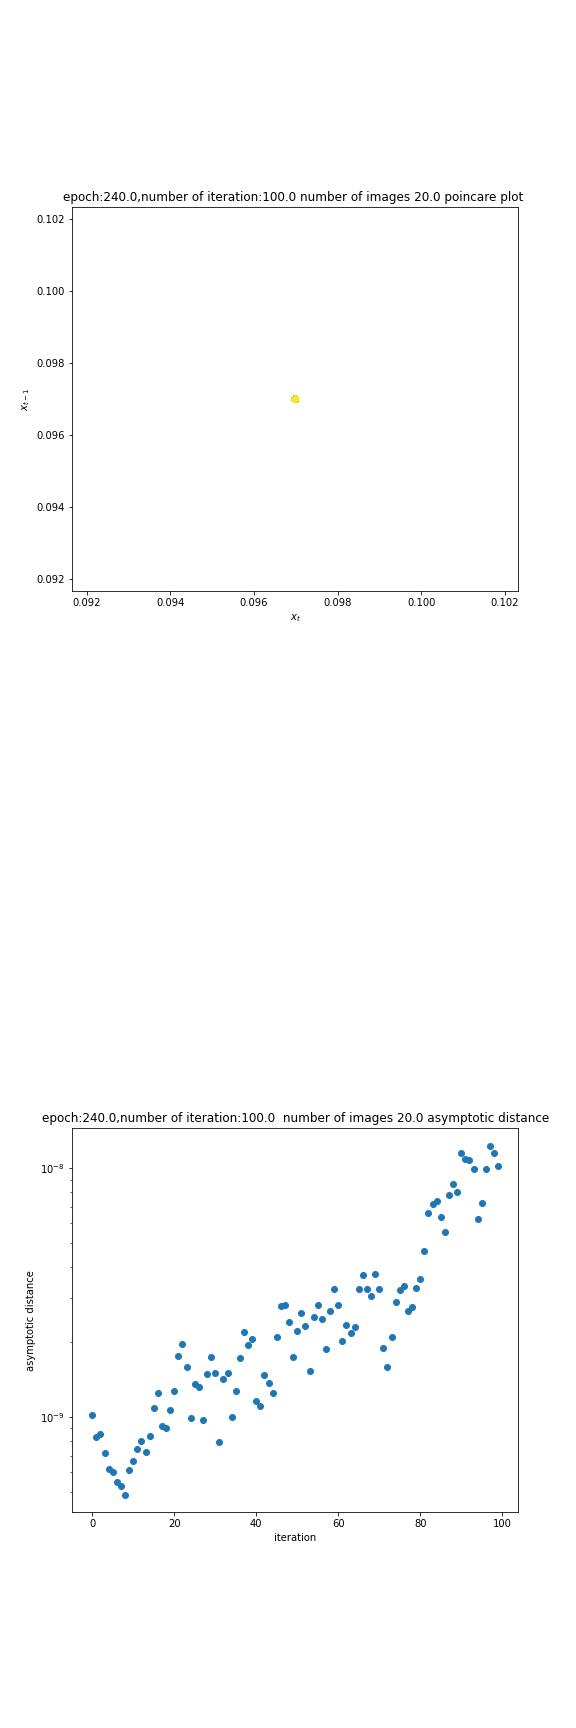 epoch:240.0,number of iteration:100.0 number of images 20.0 poincare plot
0.102
0.100
0.098
0.096
0.094
0.092
x_{t-1}
0.092 0.094 0.096 0.098 0.100 0.102
x_t
epoch:240.0,number of iteration:100.0  number of images 20.0 asymptotic distance
10^{-8}
10^{-9}
asymptotic distance
0 20 40 60 80 100
iteration